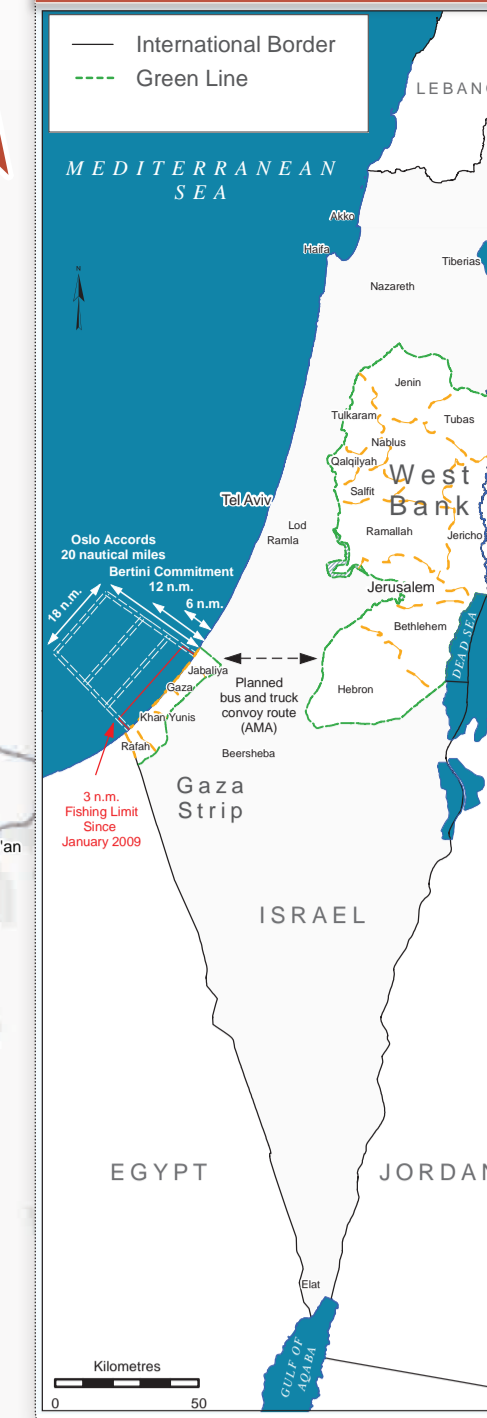 International Border
Green Line
LEBAN
MEDITERRANEAN
SEA
N
Akko
Haifa
Tiberias
Nazareth
Jenin
Tulkaram
Tubas
Nablus
Qalqilyah
West
Bank
Salfit
Tel Aviv
Lod
Ramla
Ramallah
Jericho
Oslo Accords
20 nautical miles
Bertini Commitment
12 n.m.
6 n.m.
18 n.m.
Jerusalem
Bethlehem
DEAD SEA
Jabaliya
Gaza
Khan Yunis
Rafah
Planned
bus and truck
convoy route
(AMA)
Hebron
Beersheba
Gaza
Strip
3 n.m.
Fishing Limit
Since
January 2009
'an
ISRAEL
EGYPT
JORDAN
Elat
GULF OF
AQABA
Kilometres
0
50